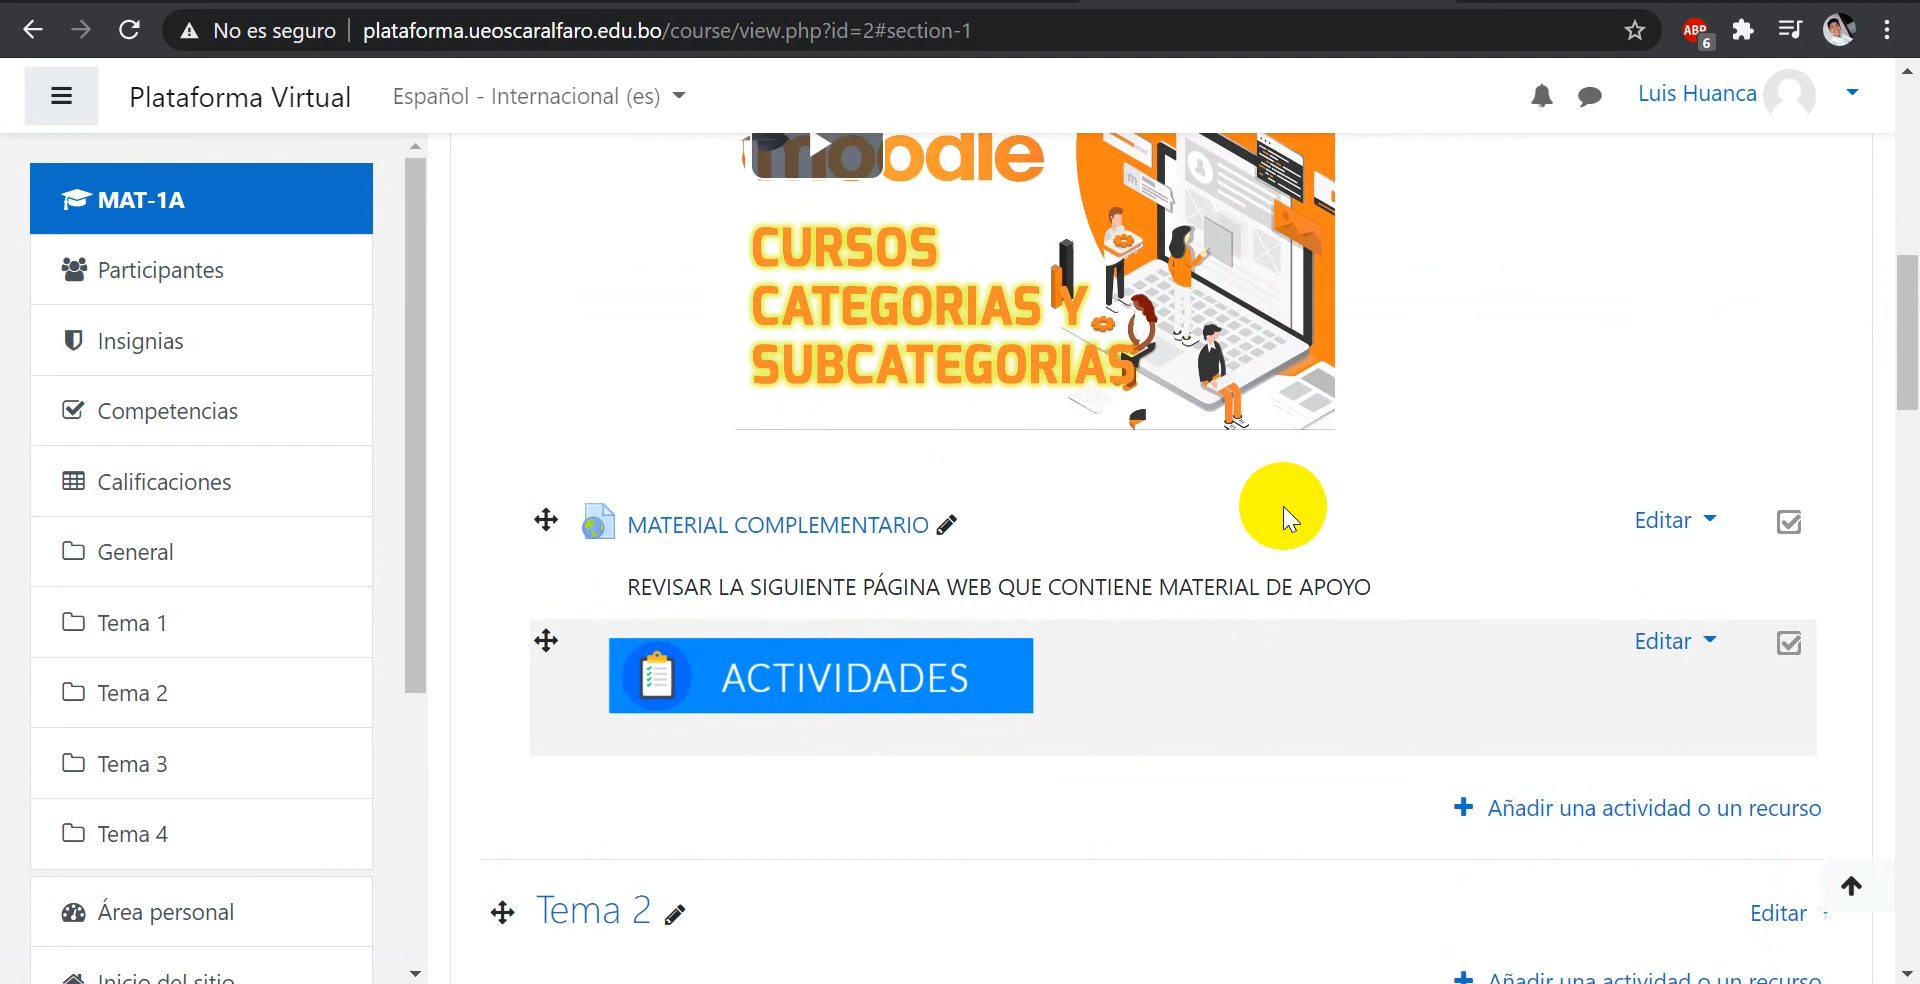 No es seguro | plataforma.ueoscaralfaro.edu.bo/course/view.php?id=2#section-1
ABP
6
Plataforma Virtual
Español - Internacional (es)
Luis Huanca
MAT-1A
Participantes
Insignias
Competencias
Calificaciones
General
Tema 1
Tema 2
Tema 3
Tema 4
Área personal
Inicio del sitio
moodle
CURSOS
CATEGORIAS Y
SUBCATEGORIAS
MATERIAL COMPLEMENTARIO
Editar
REVISAR LA SIGUIENTE PÁGINA WEB QUE CONTIENE MATERIAL DE APOYO
ACTIVIDADES
Editar
Añadir una actividad o un recurso
Tema 2
Editar
Añadir una actividad o un recurso